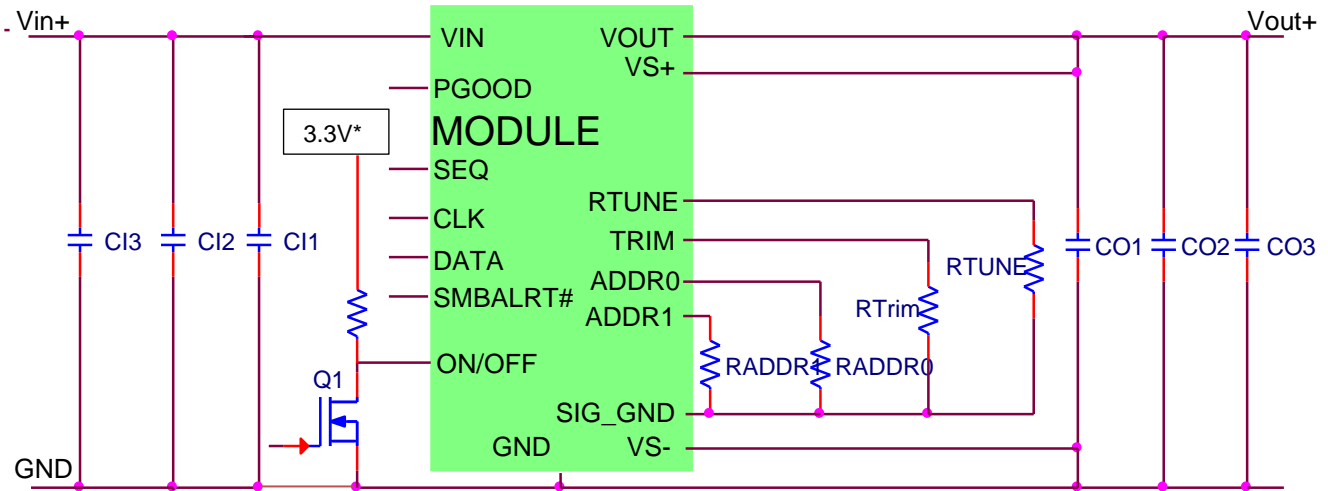 Vin+
Vout+
VIN
VOUT
VS+
PGOOD
3.3V*
MODULE
SEQ
RTUNE
CLK
TRIM
CI3
CI2
CI1
CO1
CO2
CO3
DATA
RTUNE
ADDR0
SMBALRT#
RTrim
ADDR1
ON/OFF
RADDR1
RADDR0
Q1
SIG_GND
GND
VS-
GND